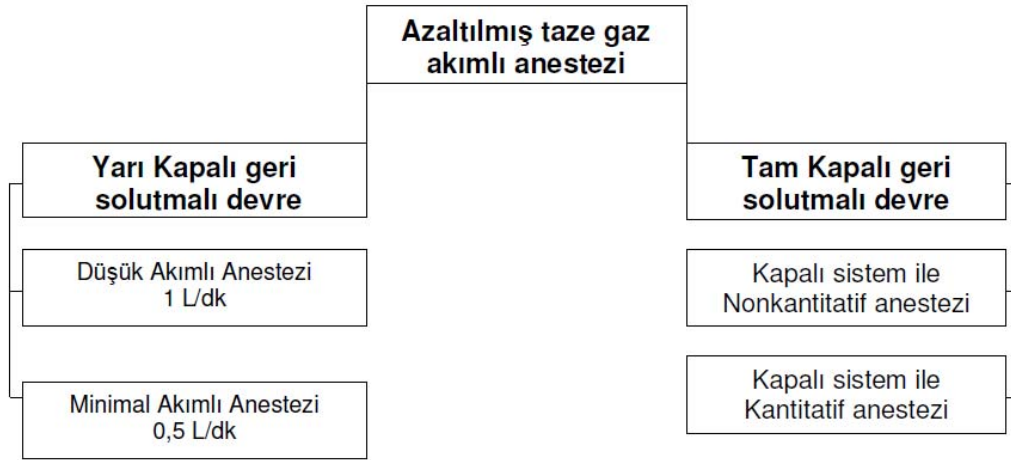 Azaltılmış taze gaz
akımlı anestezi
Yarı Kapalı geri
solutmalı devre
Düşük Akımlı Anestezi
1 L/dk
Minimal Akımlı Anestezi
0,5 L/dk
Tam Kapalı geri
solutmalı devre
Kapalı sistem ile
Nonkantitatif anestezi
Kapalı sistem ile
Kantitatif anestezi